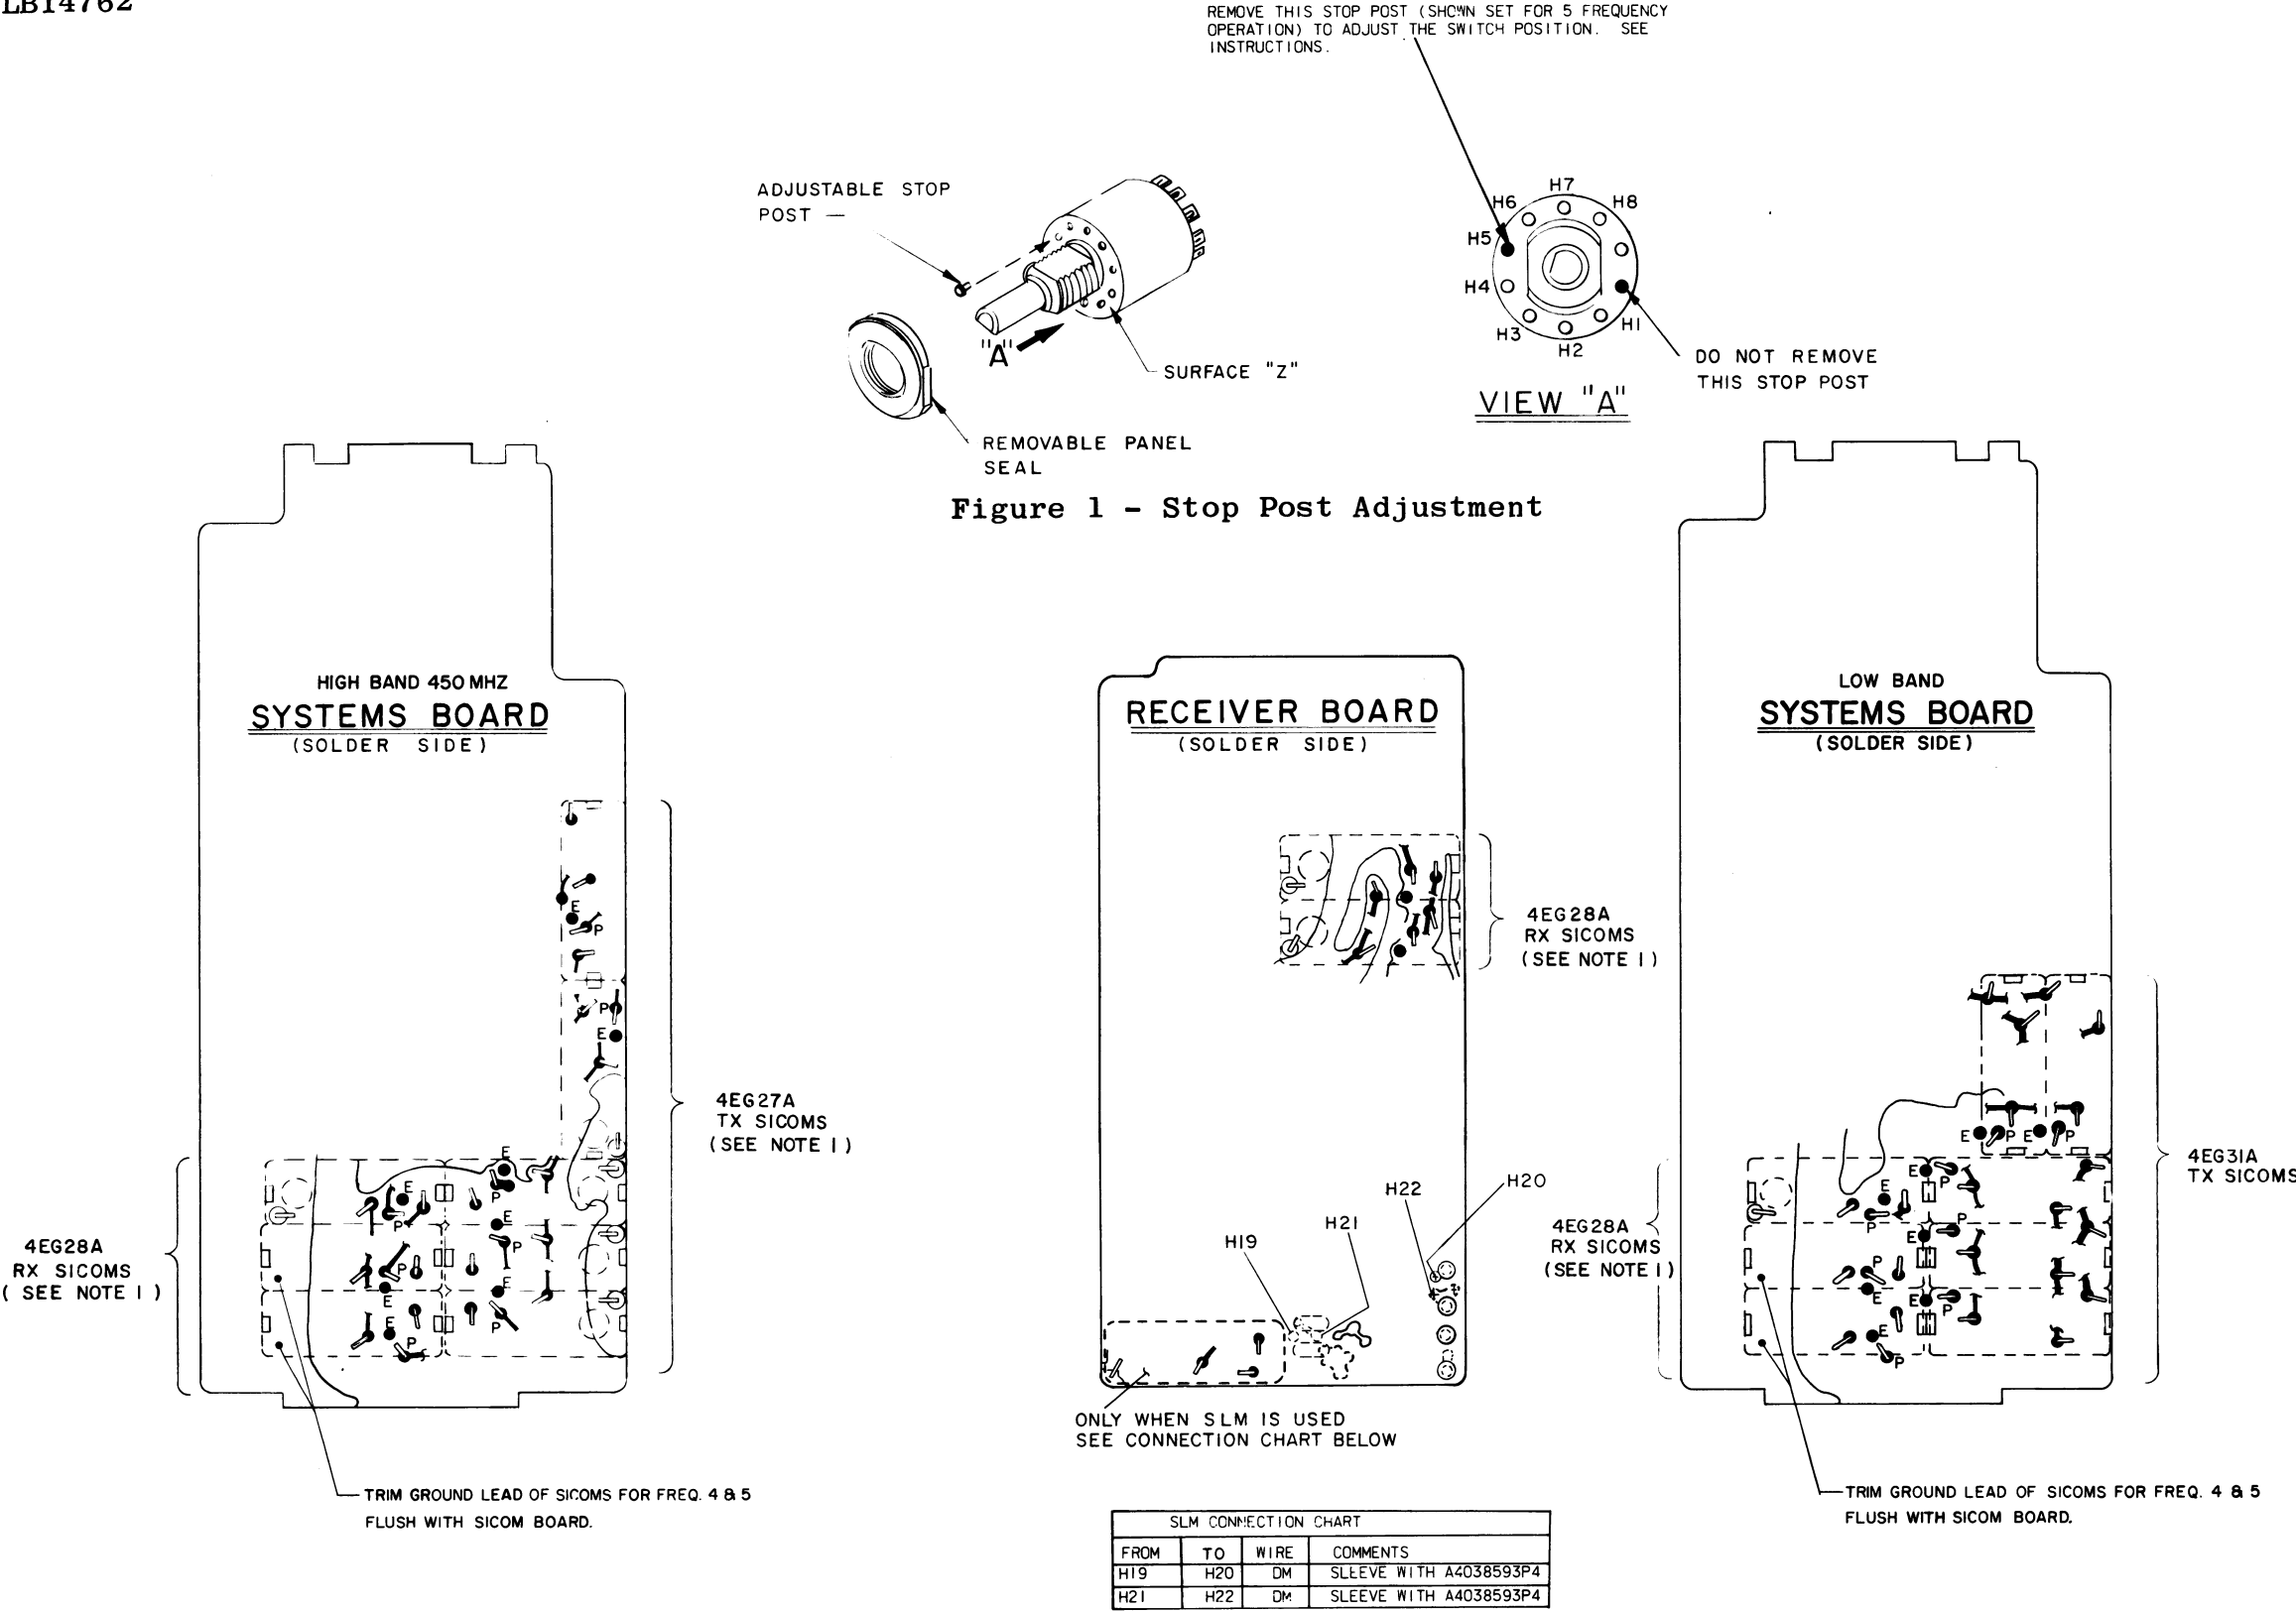 LBI4762
REMOVE THIS STOP POST (SHOWN SET FOR 5 FREQUENCY
OPERATION) TO ADJUST THE SWITCH POSITION. SEE
INSTRUCTIONS.
ADJUSTABLE STOP
POST —
"A"
SURFACE "Z"
REMOVABLE PANEL
SEAL
H7
H6
H8
H5
H4
H3
H2
H1
DO NOT REMOVE
THIS STOP POST
VIEW "A"
Figure 1 - Stop Post Adjustment
HIGH BAND 450 MHZ
SYSTEMS BOARD
(SOLDER SIDE)
E
P
P
E
E
E
P
P
E
P
P
E
E
E
P
P
4EG27A
TX SICOMS
(SEE NOTE 1)
4EG28A
RX SICOMS
(SEE NOTE 1)
TRIM GROUND LEAD OF SICOMS FOR FREQ. 4 & 5
FLUSH WITH SICOM BOARD.
RECEIVER BOARD
(SOLDER SIDE)
4EG28A
RX SICOMS
(SEE NOTE 1)
H22
H20
H21
H19
ONLY WHEN SLM IS USED
SEE CONNECTION CHART BELOW
SLM CONNECTION CHART
FROM TO WIRE COMMENTS
H19 H20 DM SLEEVE WITH A4038593P4
H21 H22 DM SLEEVE WITH A4038593P4
LOW BAND
SYSTEMS BOARD
(SOLDER SIDE)
E
P
E
P
E
P
E
P
P
E
P
E
E
P
E
P
4EG31A
TX SICOMS
4EG28A
RX SICOMS
(SEE NOTE 1)
TRIM GROUND LEAD OF SICOMS FOR FREQ. 4 & 5
FLUSH WITH SICOM BOARD.